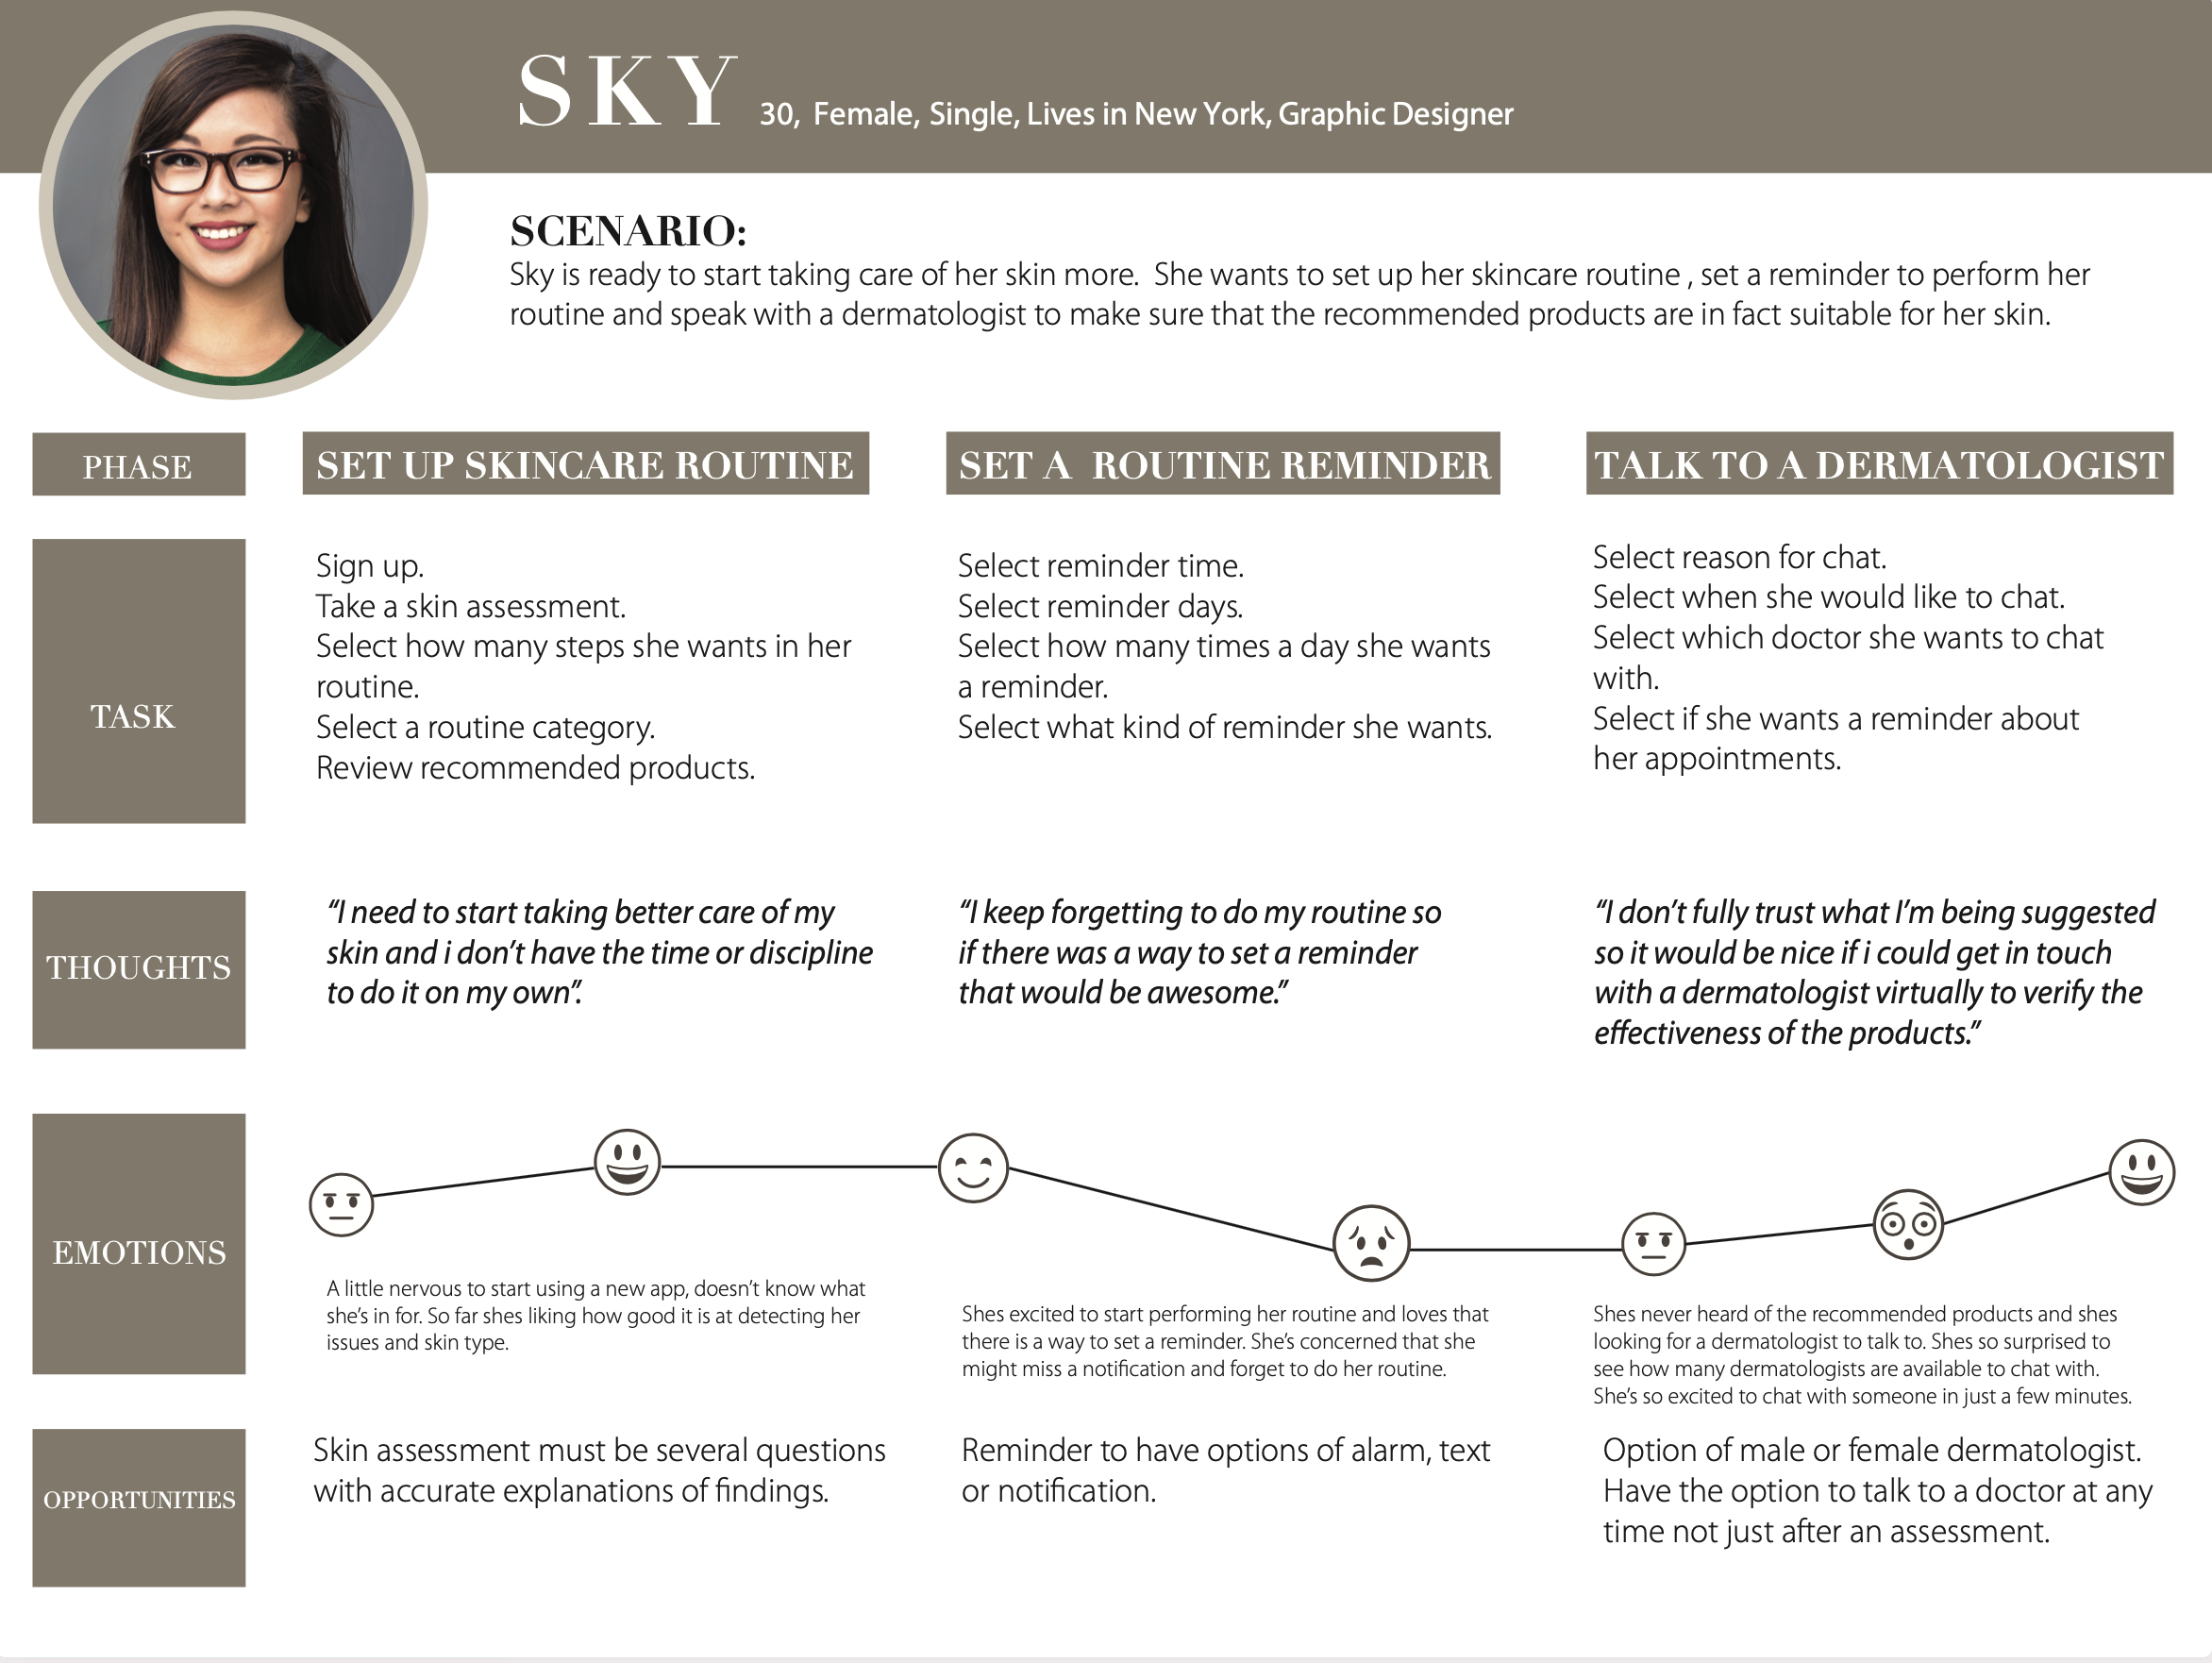 SKY 30, Female, Single, Lives in New York, Graphic Designer
SCENARIO:
Sky is ready to start taking care of her skin more. She wants to set up her skincare routine , set a reminder to perform her
routine and speak with a dermatologist to make sure that the recommended products are in fact suitable for her skin.
PHASE
SET UP SKINCARE ROUTINE
SET A ROUTINE REMINDER
TALK TO A DERMATOLOGIST
TASK
Sign up.
Take a skin assessment.
Select how many steps she wants in her
routine.
Select a routine category.
Review recommended products.
Select reminder time.
Select reminder days.
Select how many times a day she wants
a reminder.
Select what kind of reminder she wants.
Select reason for chat.
Select when she would like to chat.
Select which doctor she wants to chat
with.
Select if she wants a reminder about
her appointments.
THOUGHTS
“I need to start taking better care of my
skin and i don’t have the time or discipline
to do it on my own”.
“I keep forgetting to do my routine so
if there was a way to set a reminder
that would be awesome.”
“I don’t fully trust what I’m being suggested
so it would be nice if i could get in touch
with a dermatologist virtually to verify the
effectiveness of the products.”
EMOTIONS
A little nervous to start using a new app, doesn’t know what
she’s in for. So far shes liking how good it is at detecting her
issues and skin type.
Shes excited to start performing her routine and loves that
there is a way to set a reminder. She’s concerned that she
might miss a notification and forget to do her routine.
Shes never heard of the recommended products and shes
looking for a dermatologist to talk to. Shes so surprised to
see how many dermatologists are available to chat with.
She’s so excited to chat with someone in just a few minutes.
OPPORTUNITIES
Skin assessment must be several questions
with accurate explanations of findings.
Reminder to have options of alarm, text
or notification.
Option of male or female dermatologist.
Have the option to talk to a doctor at any
time not just after an assessment.